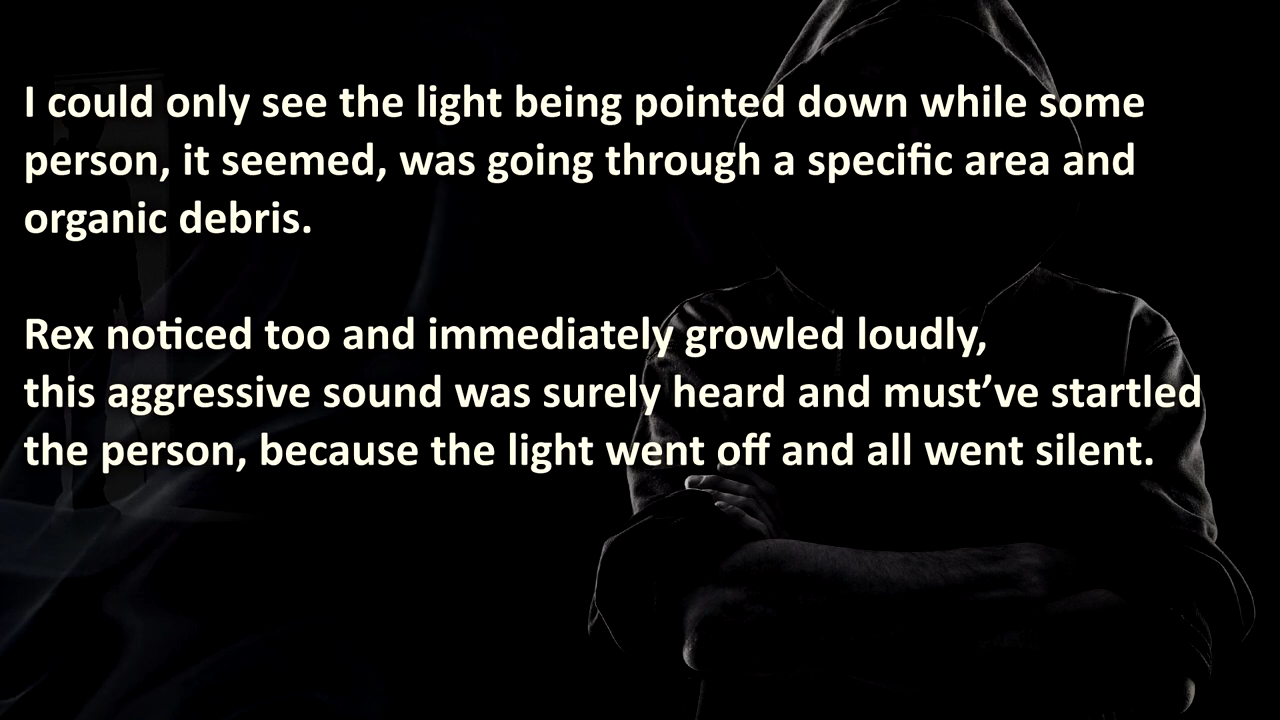 I could only see the light being pointed down while some
person, it seemed, was going through a specific area and
organic debris.
Rex noticed too and immediately growled loudly,
this aggressive sound was surely heard and must’ve startled
the person, because the light went off and all went silent.